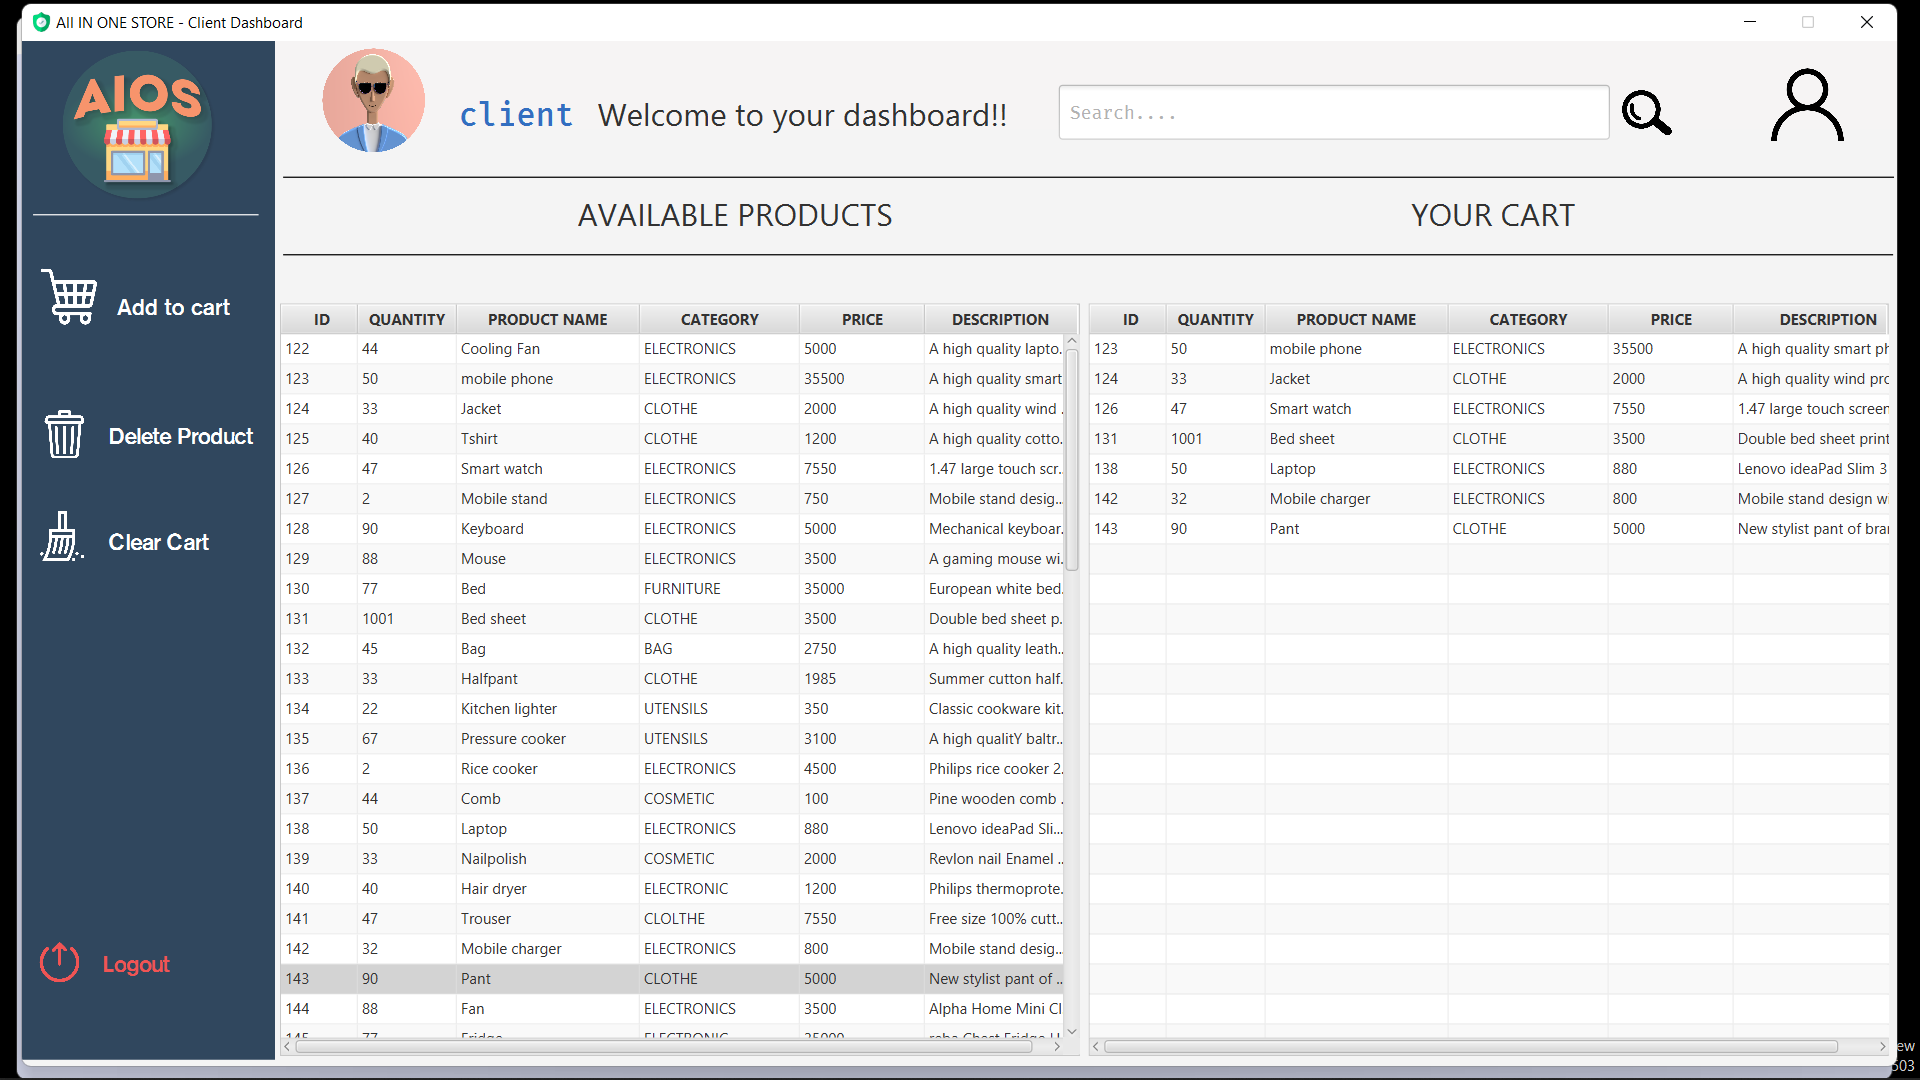 All IN ONE STORE - Client Dashboard
AIOS
client Welcome to your dashboard!!
Search....
AVAILABLE PRODUCTS
YOUR CART
Add to cart
Delete Product
Clear Cart
Logout
ID QUANTITY PRODUCT NAME CATEGORY PRICE DESCRIPTION
122 44 Cooling Fan ELECTRONICS 5000 A high quality lapto.
123 50 mobile phone ELECTRONICS 35500 A high quality smart
124 33 Jacket CLOTHE 2000 A high quality wind .
125 40 Tshirt CLOTHE 1200 A high quality cotto.
126 47 Smart watch ELECTRONICS 7550 1.47 large touch scr..
127 2 Mobile stand ELECTRONICS 750 Mobile stand desig...
128 90 Keyboard ELECTRONICS 5000 Mechanical keyboar.
129 88 Mouse ELECTRONICS 3500 A gaming mouse wi.
130 77 Bed FURNITURE 35000 European white bed.
131 1001 Bed sheet CLOTHE 3500 Double bed sheet p.
132 45 Bag BAG 2750 A high quality leath..
133 33 Halfpant CLOTHE 1985 Summer cutton half.
134 22 Kitchen lighter UTENSILS 350 Classic cookware kit.
135 67 Pressure cooker UTENSILS 3100 A high qualitY baltr..
136 2 Rice cooker ELECTRONICS 4500 Philips rice cooker 2.
137 44 Comb COSMETIC 100 Pine wooden comb .
138 50 Laptop ELECTRONICS 880 Lenovo ideaPad Sli...
139 33 Nailpolish COSMETIC 2000 Revlon nail Enamel ..
140 40 Hair dryer ELECTRONIC 1200 Philips thermoprote.
141 47 Trouser CLOLTHE 7550 Free size 100% cutt..
142 32 Mobile charger ELECTRONICS 800 Mobile stand desig...
143 90 Pant CLOTHE 5000 New stylist pant of ..
144 88 Fan ELECTRONICS 3500 Alpha Home Mini Cl
145 77 Fridge ELECTRONIC 35000
ID QUANTITY PRODUCT NAME CATEGORY PRICE DESCRIPTION
123 50 mobile phone ELECTRONICS 35500 A high quality smart ph
124 33 Jacket CLOTHE 2000 A high quality wind pro
126 47 Smart watch ELECTRONICS 7550 1.47 large touch screen
131 1001 Bed sheet CLOTHE 3500 Double bed sheet print
138 50 Laptop ELECTRONICS 880 Lenovo ideaPad Slim 3
142 32 Mobile charger ELECTRONICS 800 Mobile stand design wi
143 90 Pant CLOTHE 5000 New stylist pant of bran
ew
503